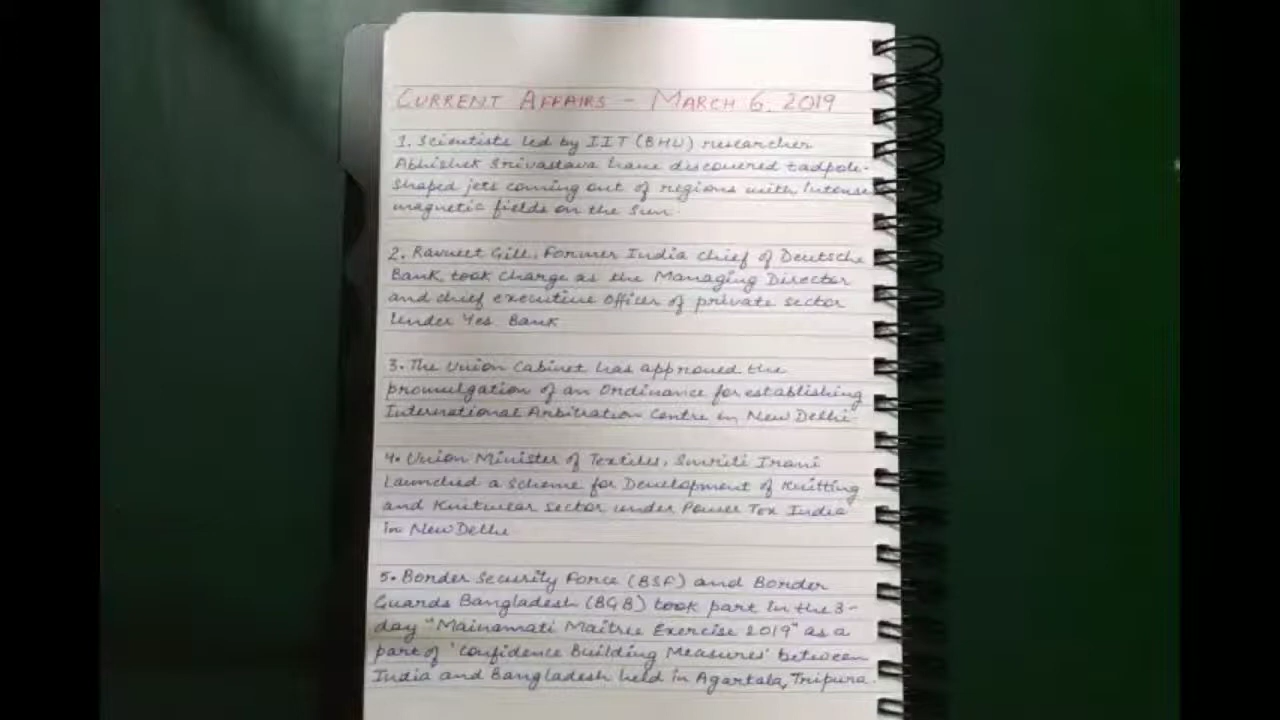 CURRENT AFFAIRS - MARCH 6, 2019
1. Scientists led by IIT (BHU) researcher
Abhishek Srivastava have discovered tadpole-
shaped jets coming out of regions with Intense
magnetic fields on the Sun.
2. Ravneet Gill, Former India chief of Deutsche
Bank, took charge as the Managing Director
and chief executive officer of private sector
lender Yes Bank
3. The Union Cabinet has approved the
promulgation of an Ordinance for establishing
International Arbitration Centre in New Delhi
4. Union Minister of Textiles, Smriti Irani
Launched a scheme for Development of Knitting
and Knitwear sector under Power Tex India
in New Delhi
5. Border Security Force (BSF) and Border
Guards Bangladesh (BGB) took part in the 3-
day "Mainamati Maitree Exercise 2019" as a
part of 'Confidence Building Measures' between
India and Bangladesh held in Agartala, Tripura.